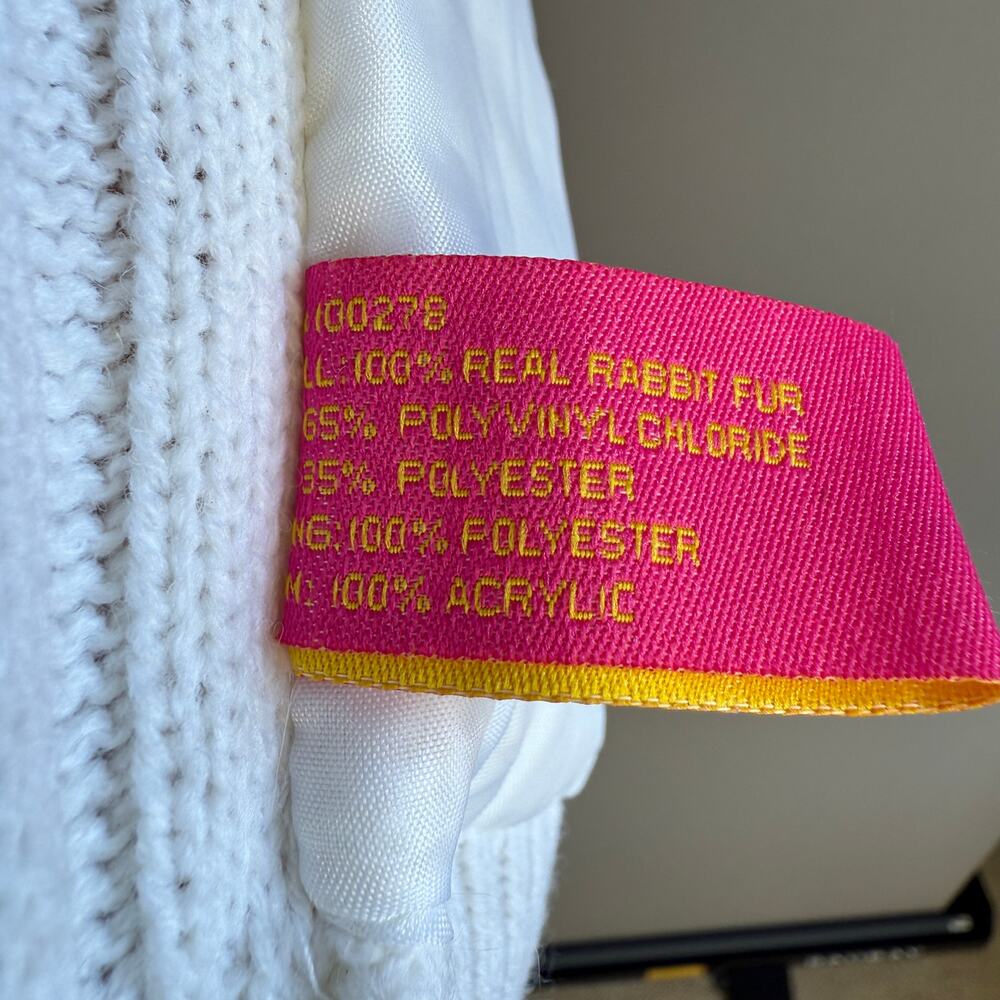 100278
LL:100% REAL RABBIT FUR
65% POLYVINYL CHLORIDE
35% POLYESTER
NG:100% POLYESTER
M: 100% ACRYLIC